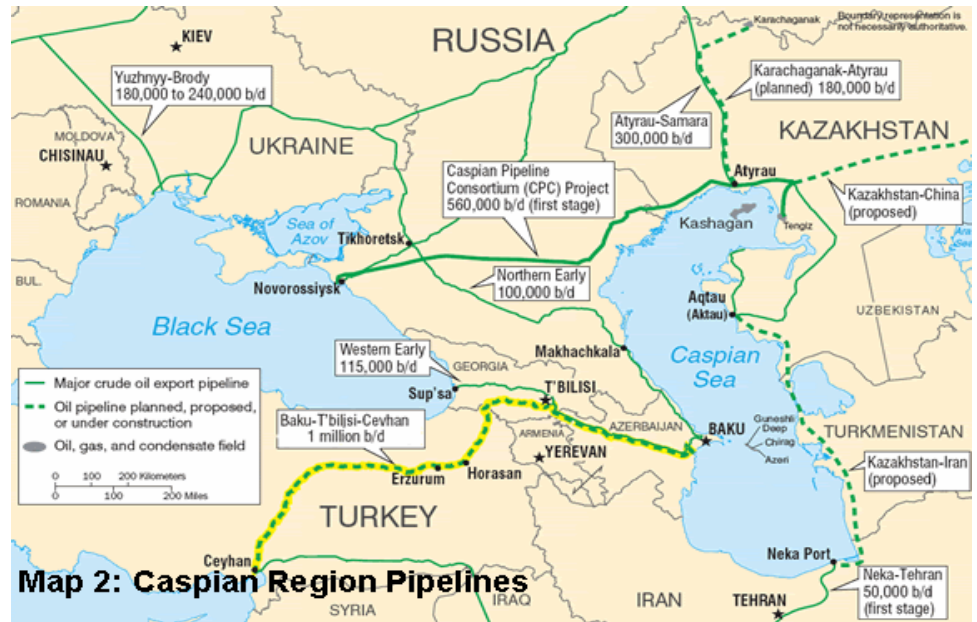 Karachaganak
Boundary representation is
not necessarily authoritative.
KIEV
RUSSIA
Yuzhnyy-Brody
180,000 to 240,000 b/d
Karachaganak-Atyrau
(planned) 180,000 b/d
MOLDOVA
CHISINAU
UKRAINE
Atyrau-Samara
300,000 b/d
KAZAKHSTAN
Caspian Pipeline
Consortium (CPC) Project
560,000 b/d (first stage)
Atyrau
ROMANIA
Kazakhstan-China
(proposed)
Sea of
Azov
Tikhoretsk
Kashagan
Tengiz
BUL.
Novorossiysk
Northern Early
100,000 b/d
Aqtau
(Aktau)
UZBEKISTAN
Black Sea
Makhachkala
Caspian
Sea
Western Early
115,000 b/d
GEORGIA
T'BILISI
Sup'sa
Major crude oil export pipeline
Oil pipeline planned, proposed,
or under construction
Oil, gas, and condensate field
0 100 200 Kilometers
0 100 200 Miles
Baku-T'bilisi-Ceyhan
1 million b/d
ARMENIA
AZERBAIJAN
YEREVAN
BAKU
Guneshli
Deep
Chirag
Azeri
TURKMENISTAN
Erzurum
Horasan
Kazakhstan-Iran
(proposed)
TURKEY
Ceyhan
Neka Port
Map 2: Caspian Region Pipelines
Neka-Tehran
50,000 b/d
(first stage)
SYRIA
IRAQ
IRAN
TEHRAN